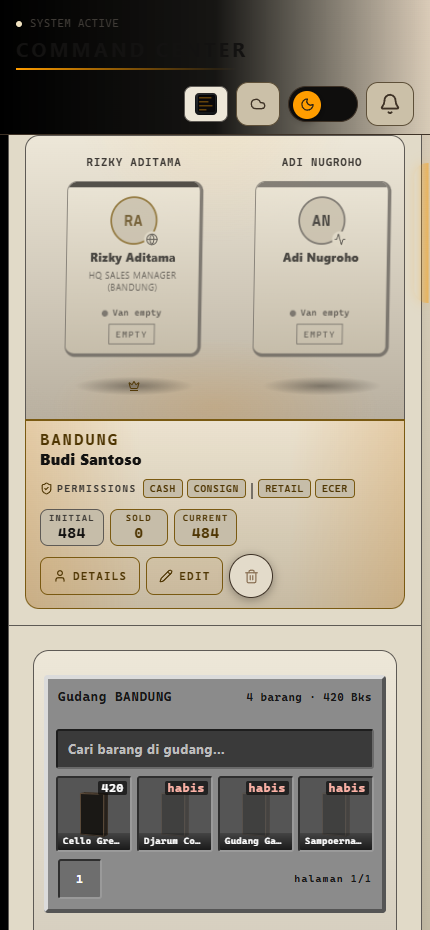 SYSTEM ACTIVE
COMMAND CENTER
RIZKY ADITAMA
ADI NUGROHO
RA
Rizky Aditama
HQ SALES MANAGER
(BANDUNG)
Van empty
EMPTY
AN
Adi Nugroho
Van empty
EMPTY
BANDUNG
Budi Santoso
PERMISSIONS CASH CONSIGN | RETAIL ECER
INITIAL
484
SOLD
0
CURRENT
484
DETAILS
EDIT
Gudang BANDUNG
4 barang · 420 Bks
Cari barang di gudang...
420
Cello Gre…
habis
Djarum Co…
habis
Gudang Ga…
habis
Sampoerna…
1
halaman 1/1